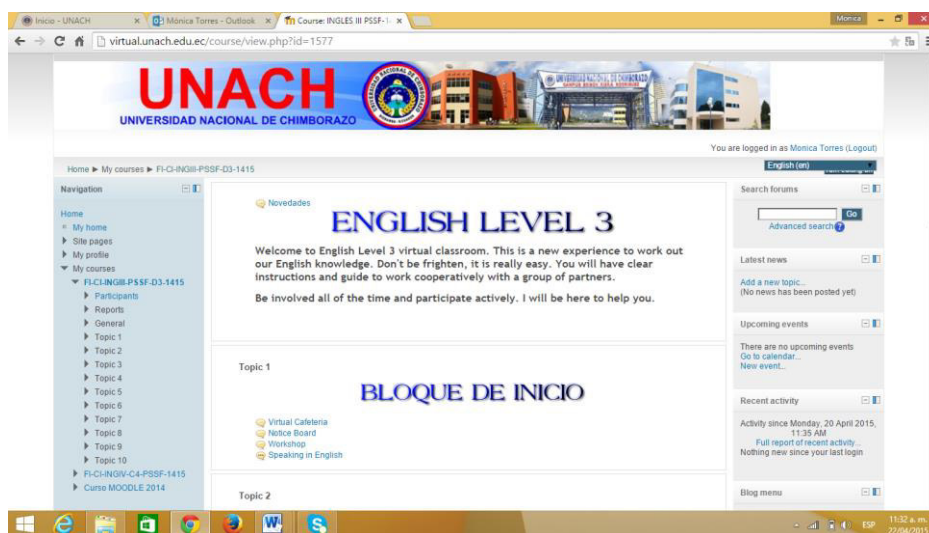 Inicio - UNACH
Mónica Torres - Outlook
Course: INGLES III PSSF- I-
Monica
virtual.unach.edu.ec/course/view.php?id=1577
UNACH
UNIVERSIDAD NACIONAL DE CHIMBORAZO
You are logged in as Monica Torres (Logout)
Home ► My courses ► FI-CI-INGIII-PSSF-D3-1415
English (en)
Navigation
Home
My home
Site pages
My profile
My courses
FI-CI-INGIII-PSSF-D3-1415
Participants
Reports
General
Topic 1
Topic 2
Topic 3
Topic 4
Topic 5
Topic 6
Topic 7
Topic 8
Topic 9
Topic 10
FI-CI-INGIV-C4-PSSF-1415
Curso MOODLE 2014
Novedades
ENGLISH LEVEL 3
Welcome to English Level 3 virtual classroom. This is a new experience to work out
our English knowledge. Don't be frighten, it is really easy. You will have clear
instructions and guide to work cooperatively with a group of partners.
Be involved all of the time and participate actively. I will be here to help you.
Topic 1
BLOQUE DE INICIO
Virtual Cafeteria
Notice Board
Workshop
Speaking in English
Topic 2
Search forums
Go
Advanced search
Latest news
Add a new topic...
(No news has been posted yet)
Upcoming events
There are no upcoming events
Go to calendar...
New event...
Recent activity
Activity since Monday, 20 April 2015,
11:35 AM
Full report of recent activity...
Nothing new since your last login
Blog menu
ESP
11:32 a. m.
22/04/2015